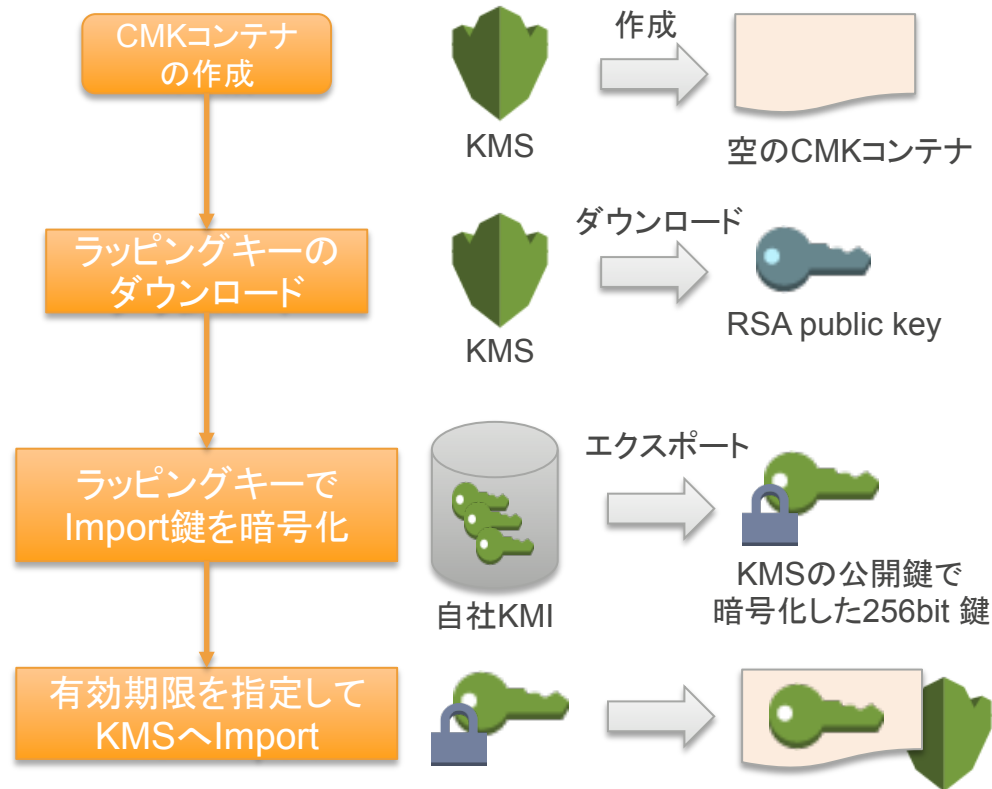 CMKコンテナ
の作成
KMS
作成
空のCMKコンテナ
ラッピングキーの
ダウンロード
KMS
ダウンロード
RSA public key
ラッピングキーで
Import鍵を暗号化
自社KMI
エクスポート
KMSの公開鍵で
暗号化した256bit 鍵
有効期限を指定して
KMSへImport